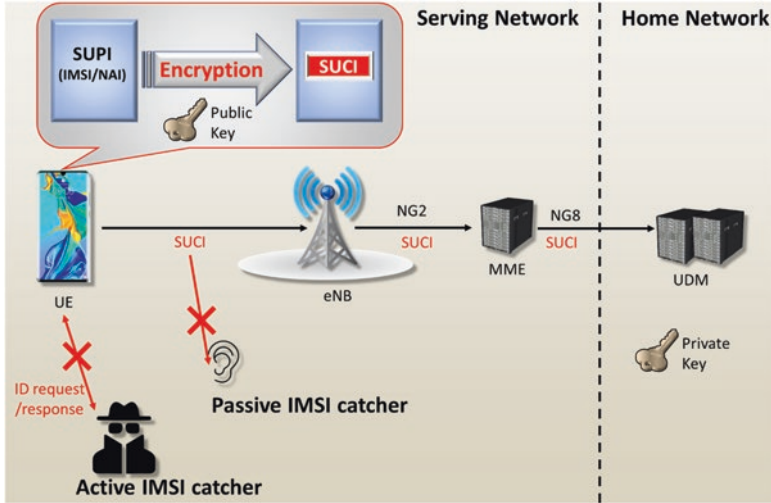 Serving Network
Home Network
SUPI
(IMSI/NAI)
Encryption
SUCI
Public
Key
SUCI
NG2
SUCI
NG8
SUCI
UE
eNB
MME
UDM
Private
Key
ID request
/response
Passive IMSI catcher
Active IMSI catcher